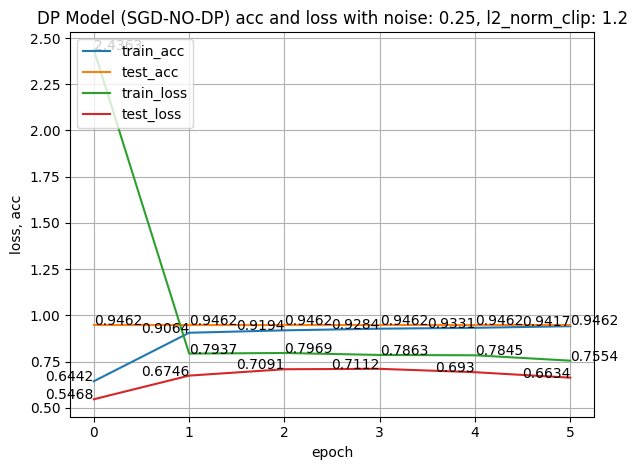 DP Model (SGD-NO-DP) acc and loss with noise: 0.25, l2_norm_clip: 1.2
2.50
2.4363
train_acc
test_acc
train_loss
test_loss
2.25
2.00
1.75
1.50
1.25
1.00
0.75
0.50
loss, acc
0.9462 0.9462 0.9462 0.9462 0.9462 0.9462
0.6442 0.9064 0.9194 0.9284 0.9331 0.9417
0.7937 0.7969 0.7863 0.7845 0.7554
0.5468 0.6746 0.7091 0.7112 0.693 0.6634
0 1 2 3 4 5
epoch